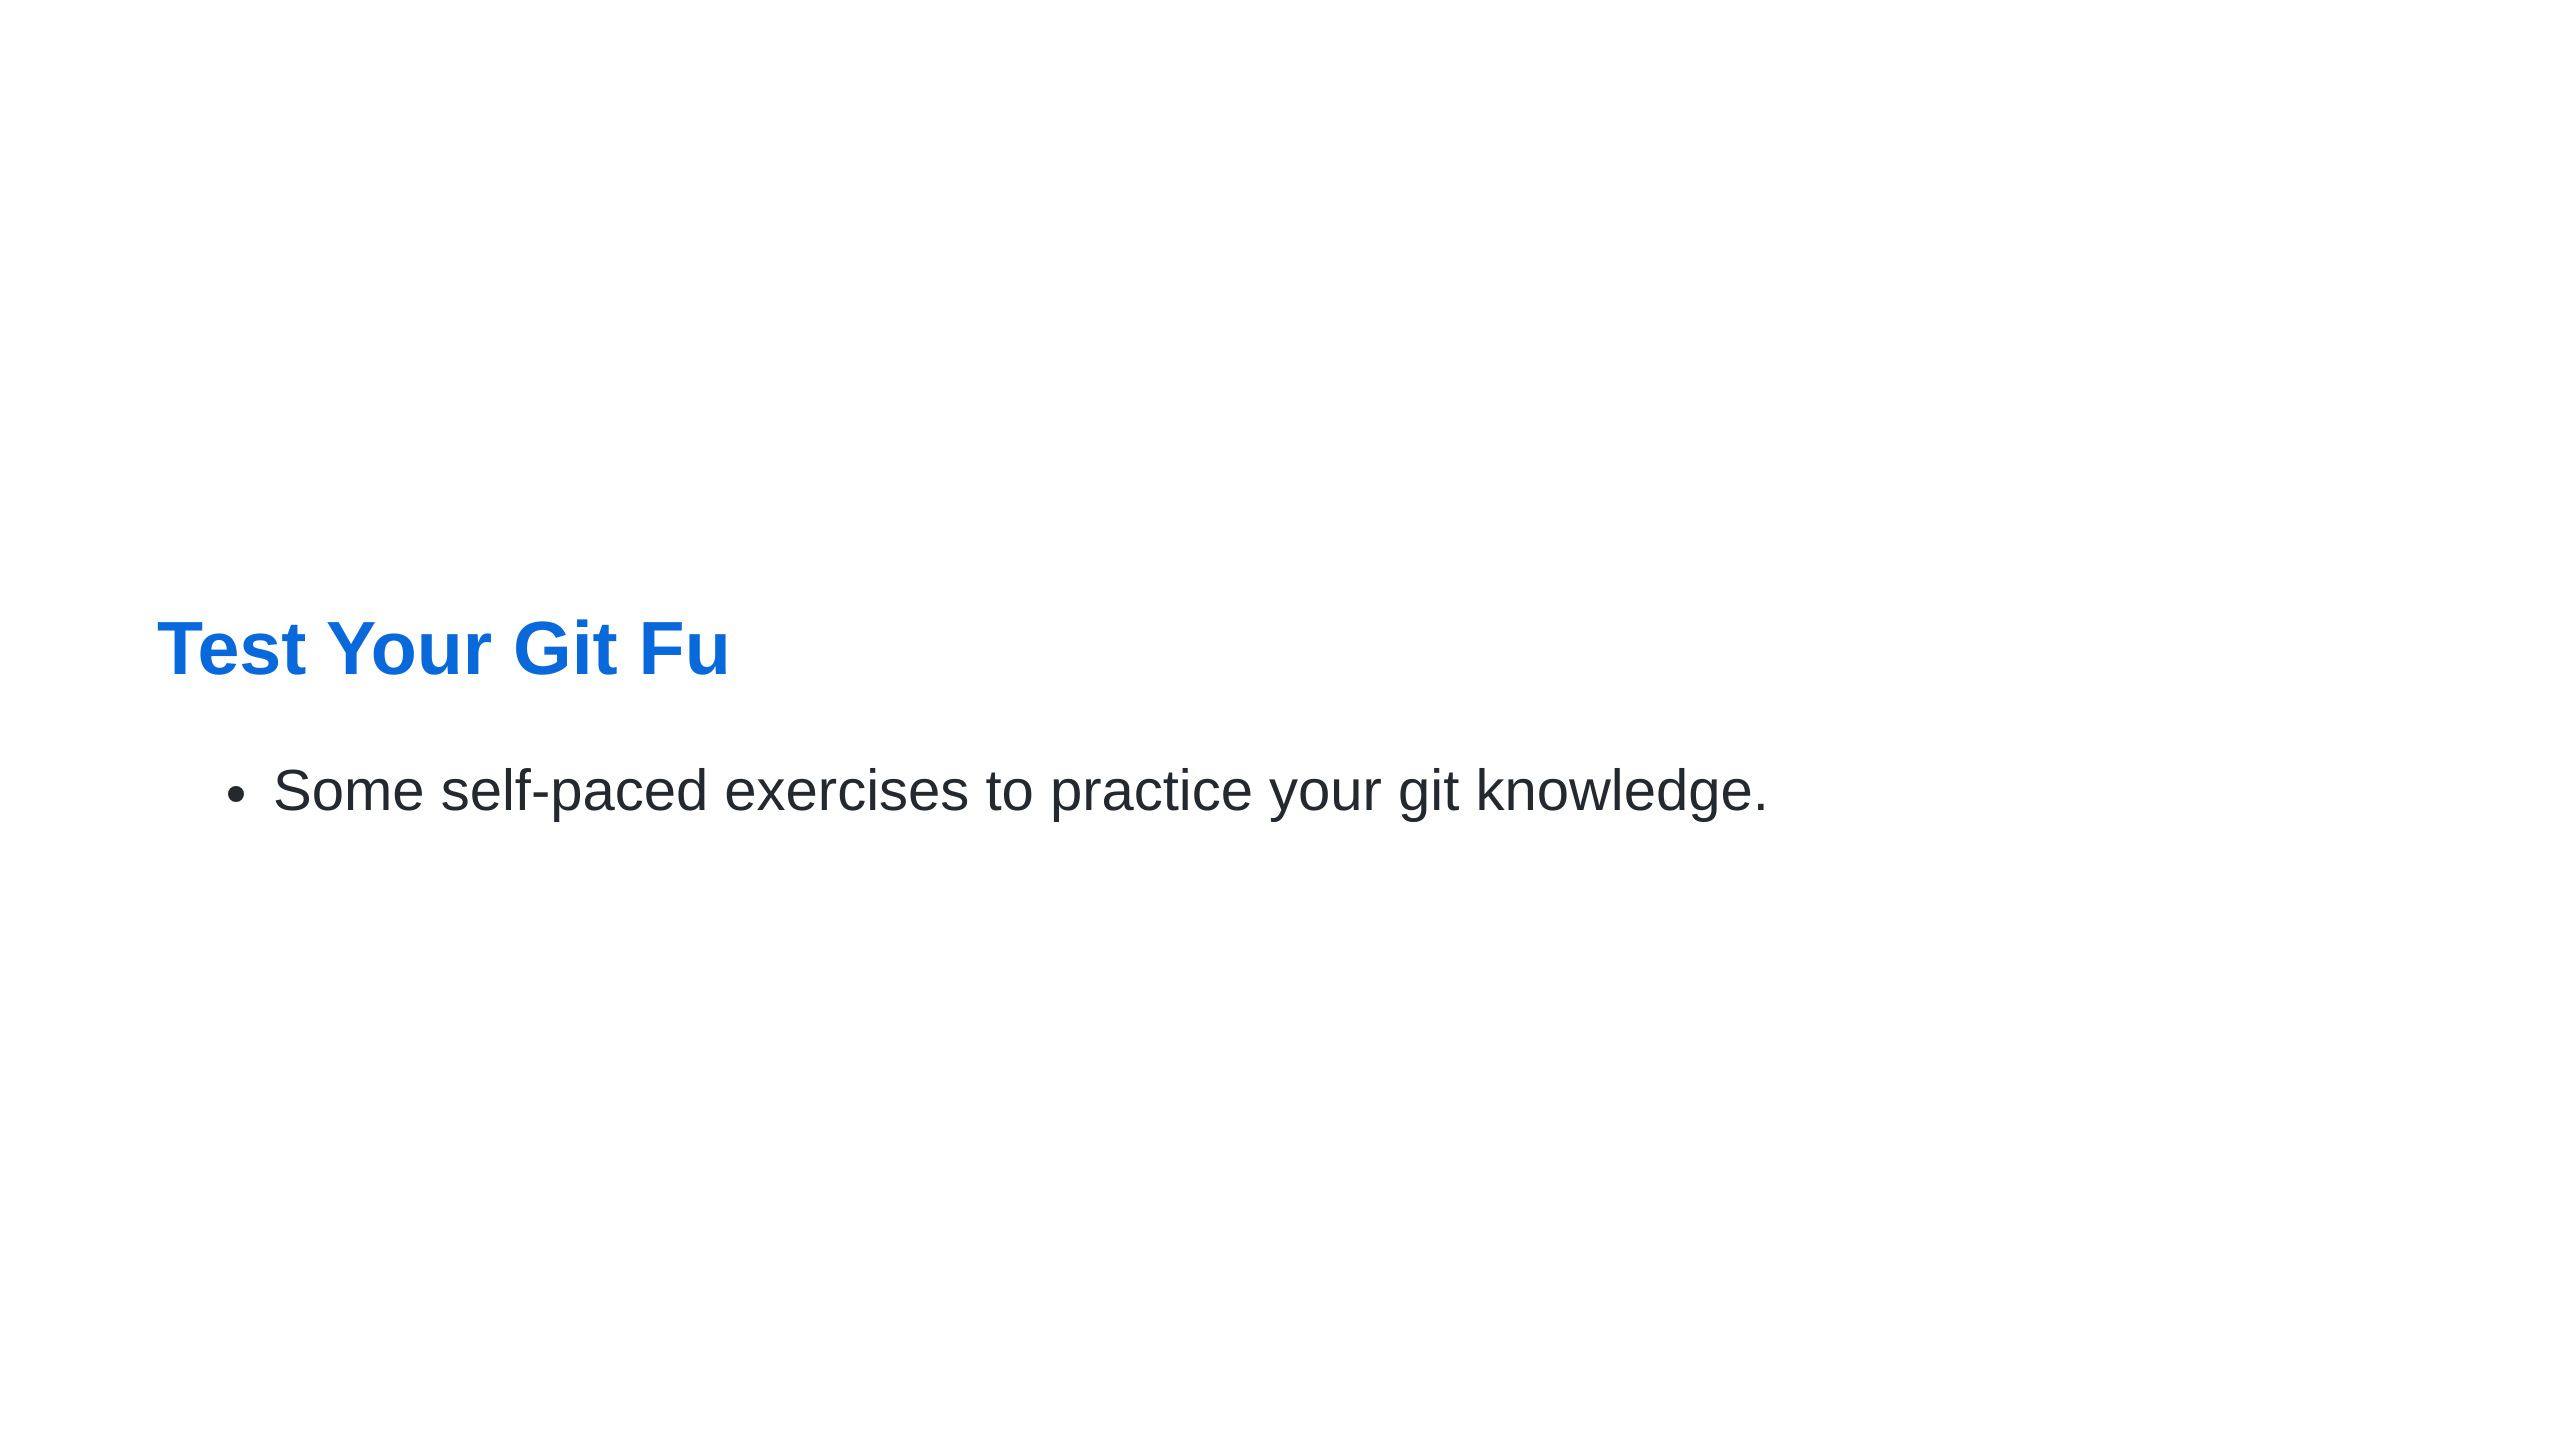 Test Your Git Fu
• Some self-paced exercises to practice your git knowledge.